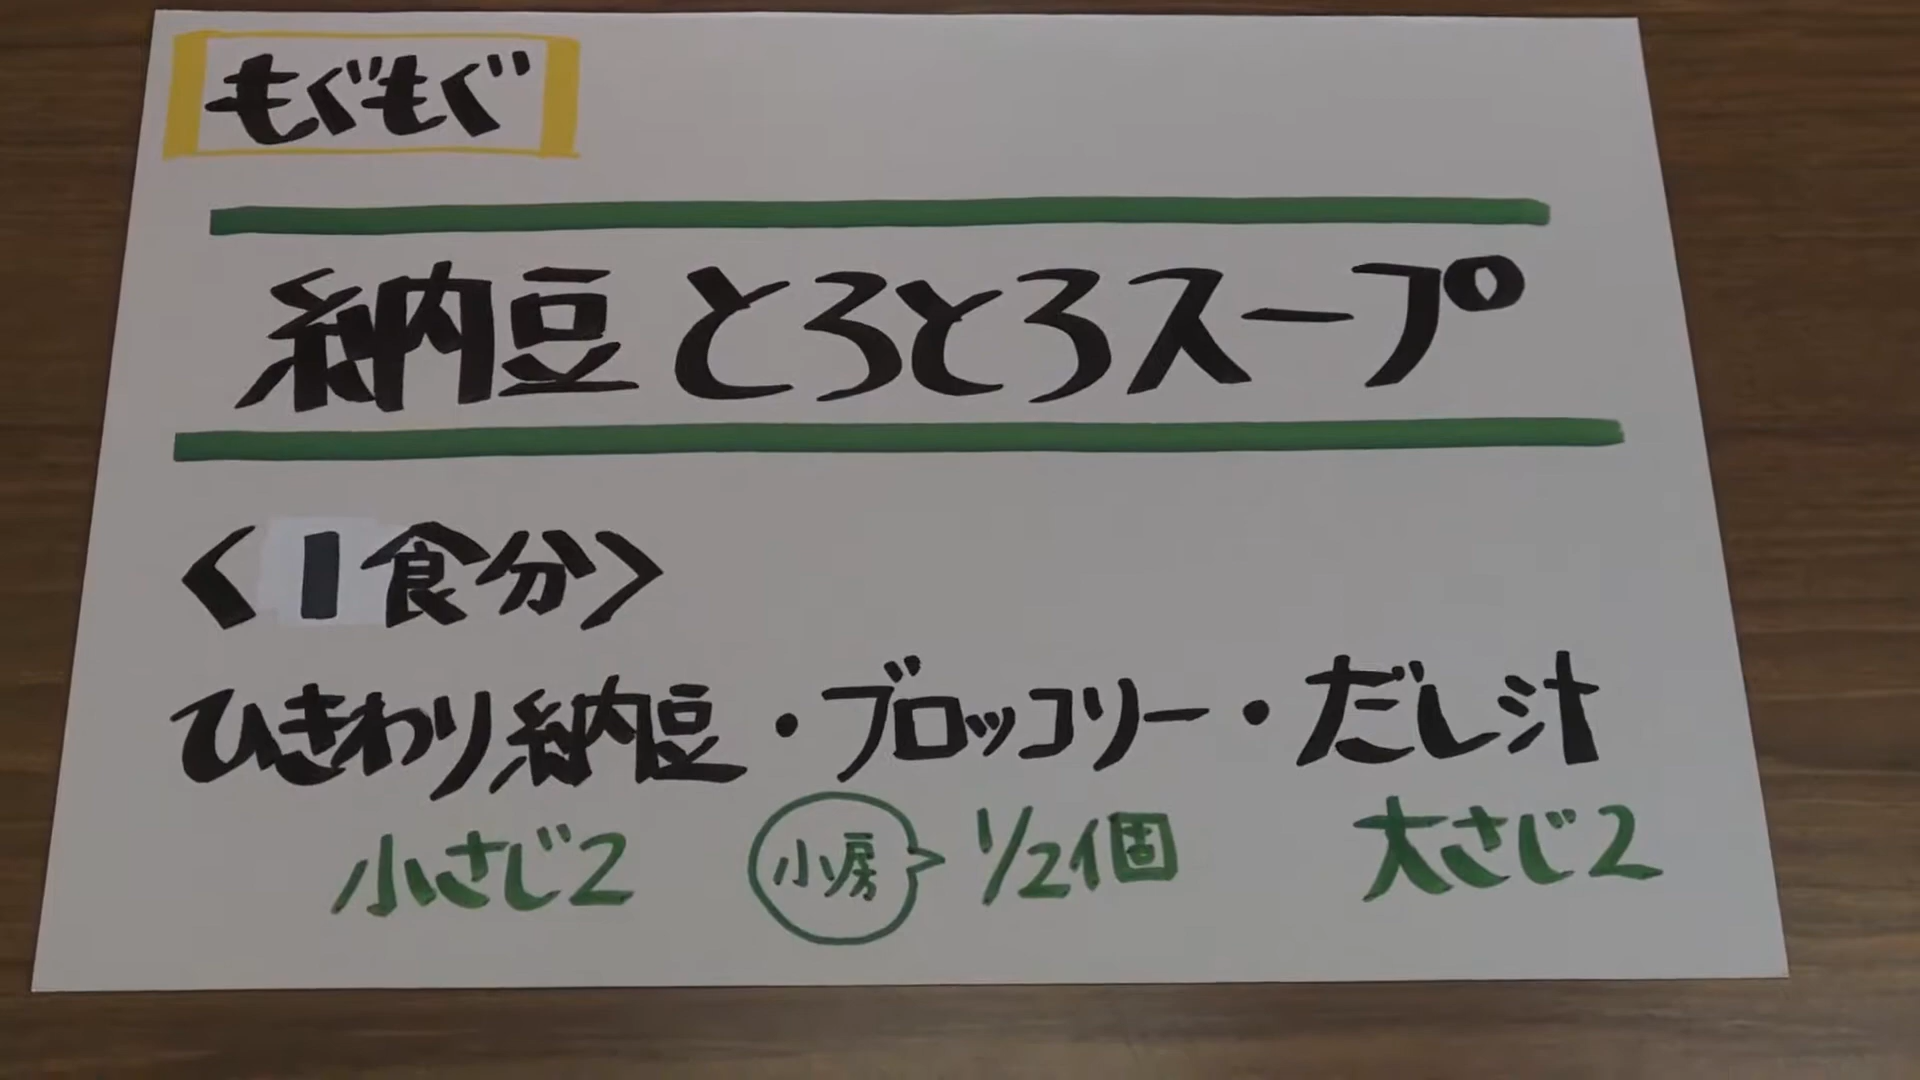 もぐもぐ
納豆とろとろスープ
<1食分>
ひきわり納豆・ブロッコリー・だし汁
小さじ2 小房 1/2個 大さじ2